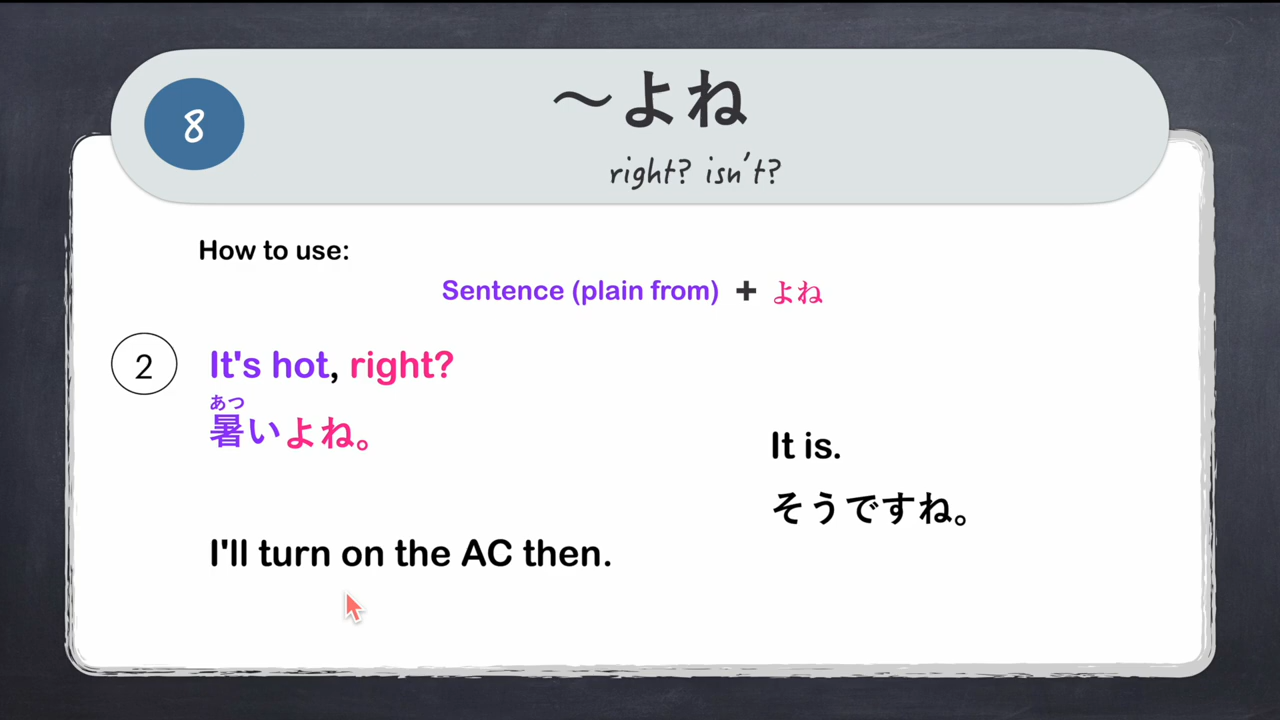 8
～よね
right? isn't?
How to use:
Sentence (plain from) + よね
2
It's hot, right?
あつ
暑いよね。
It is.
そうですね。
I'll turn on the AC then.